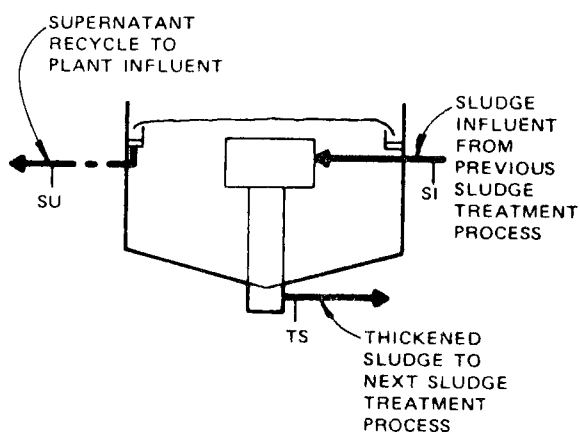 SUPERNATANT
RECYCLE TO
PLANT INFLUENT
SLUDGE
INFLUENT
FROM
PREVIOUS
SLUDGE
TREATMENT
PROCESS
SU
SI
TS
THICKENED
SLUDGE TO
NEXT SLUDGE
TREATMENT
PROCESS